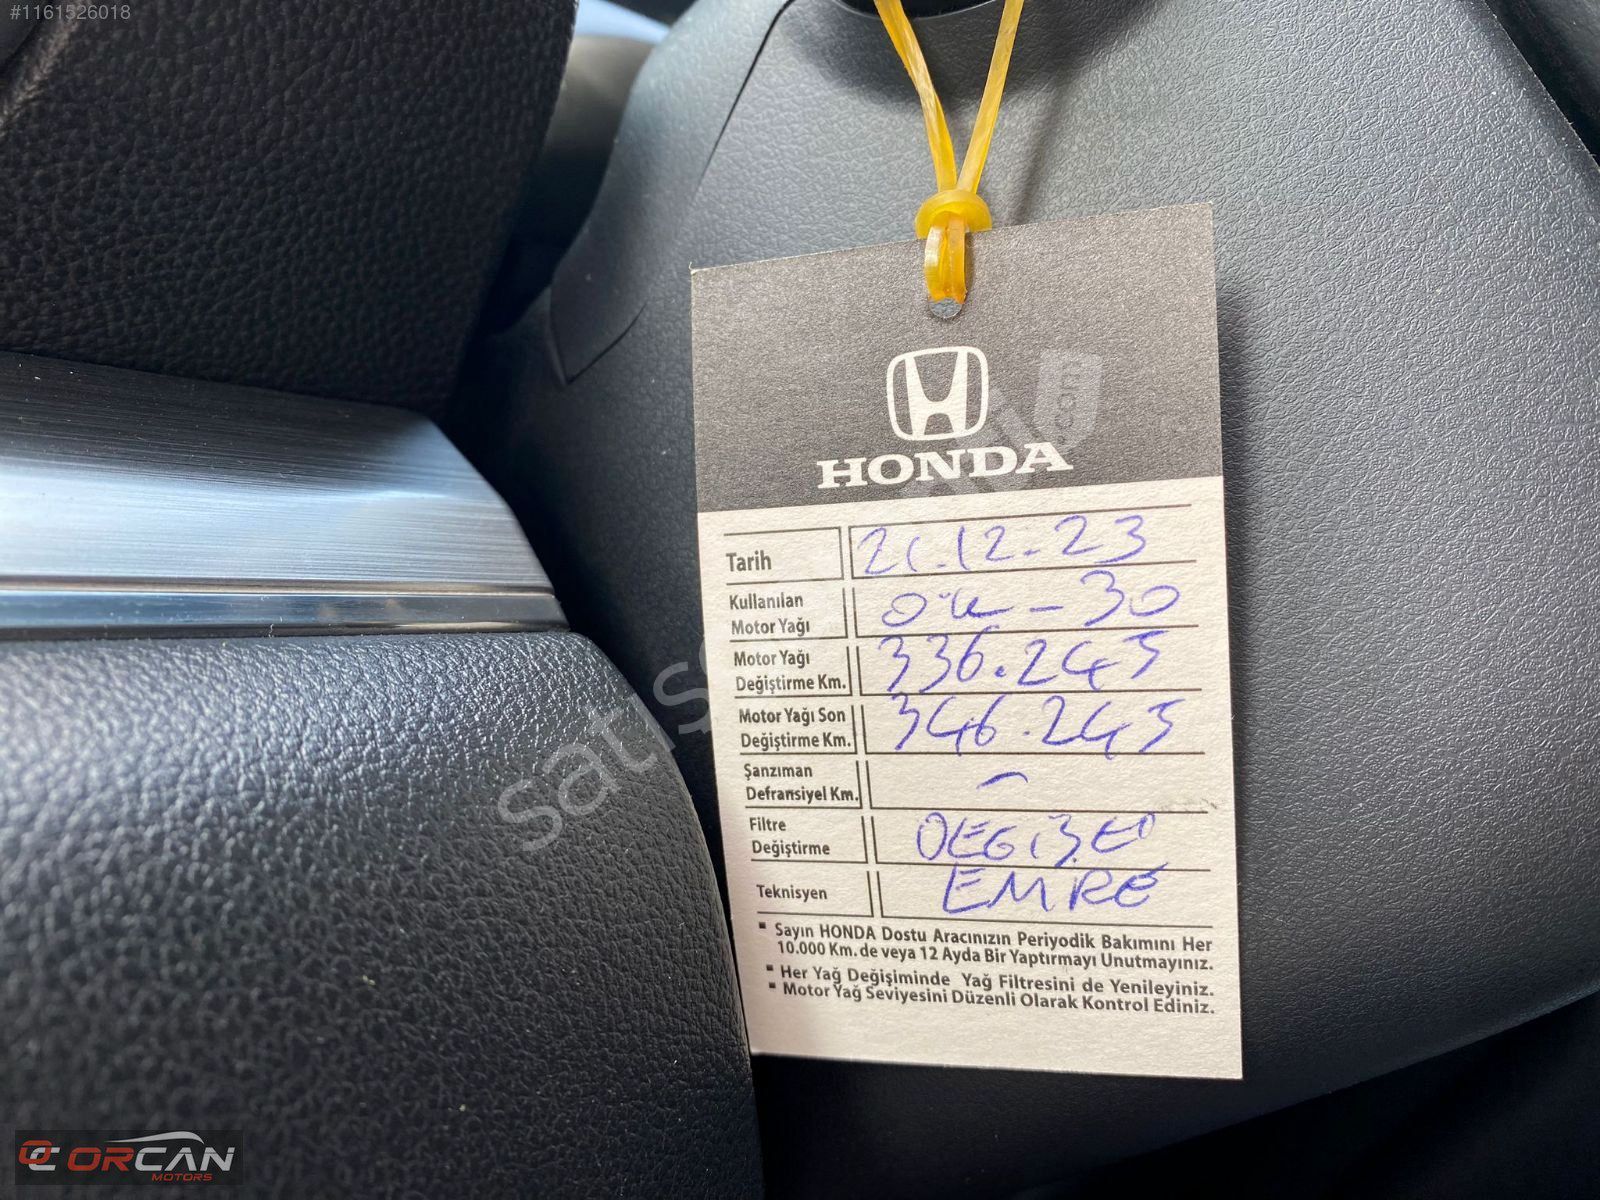 #1161526018
HONDA
Tarih 21.12.23
Kullanılan
Motor Yağı -30
Motor Yağı
Değiştirme Km. 336.245
Motor Yağı Son
Değiştirme Km. 346.245
Şanzıman
Defransiyel Km. -
Filtre
Değiştirme
Teknisyen EMRE
▪ Sayın HONDA Dostu Aracınızın Periyodik Bakımını Her
10.000 Km. de veya 12 Ayda Bir Yaptırmayı Unutmayınız.
▪ Her Yağ Değişiminde Yağ Filtresini de Yenileyiniz.
▪ Motor Yağ Seviyesini Düzenli Olarak Kontrol Ediniz.
ORCAN
MOTORS